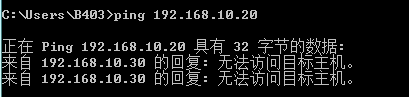 C:\Users\B403>ping 192.168.10.20
正在 Ping 192.168.10.20 具有 32 字节的数据:
来自 192.168.10.30 的回复: 无法访问目标主机。
来自 192.168.10.30 的回复: 无法访问目标主机。